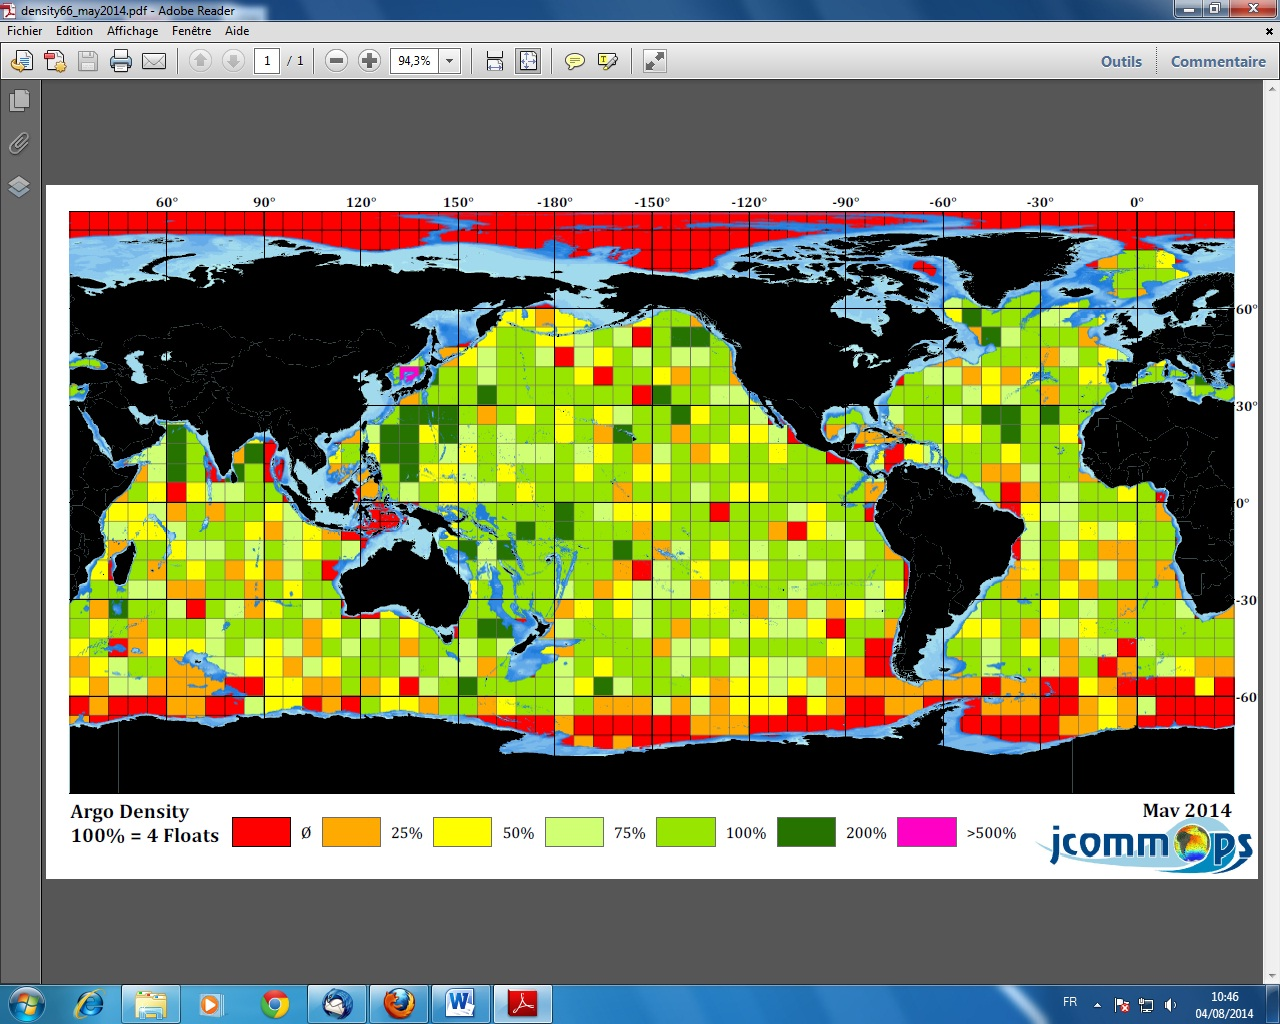 density66_may2014.pdf - Adobe Reader
Fichier Edition Affichage Fenêtre Aide
1 / 1 94,3% Outils Commentaire
60° 90° 120° 150° -180° -150° -120° -90° -60° -30° 0°
60°
30°
0°
-30
-60
Argo Density
100% = 4 Floats
Ø 25% 50% 75% 100% 200% >500%
May 2014
jcommops
FR
10:46
04/08/2014